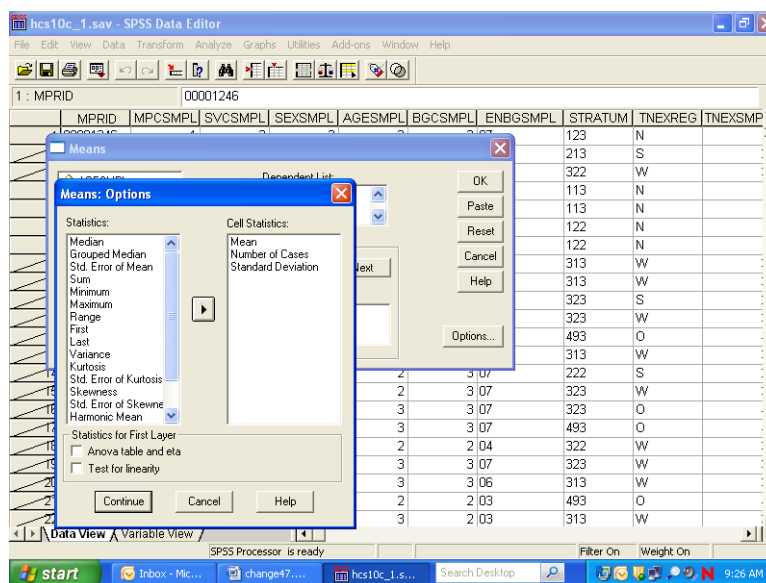 hcs10c_1.sav - SPSS Data Editor
File Edit View Data Transform Analyze Graphs Utilities Add-ons Window Help
1 : MPRID 00001246
MPRID MPCSMPL SVCSMPL SEXSMPL AGESMPL BGCSMPL ENBGSMPL STRATUM TNEXREG TNEXSMP
123 N
Means
213 S
Dependent List:
322 W
OK
Means: Options
113 N
Paste
Statistics: Cell Statistics:
113 N
Reset
122 N
Median Mean
Grouped Median Number of Cases
Std. Error of Mean Standard Deviation
Sum
Minimum
Maximum
Range
First
Last
Variance
Kurtosis
Std. Error of Kurtosis
Skewness
Std. Error of Skewne
Harmonic Mean
Next
Cancel
122 N
313 W
Help
313 W
323 S
323 W
Options...
493 O
313 W
2 3 07 222 S
2 3 07 323 W
3 3 07 323 O
3 3 07 493 O
2 2 04 322 W
3 3 07 323 W
3 3 06 313 W
2 2 03 493 O
3 2 03 313 W
Statistics for First Layer
Anova table and eta
Test for linearity
Continue Cancel Help
Data View Variable View
SPSS Processor is ready Filter On Weight On
start Inbox - Mic... change47.... hcs10c_1.s... Search Desktop 9:26 AM